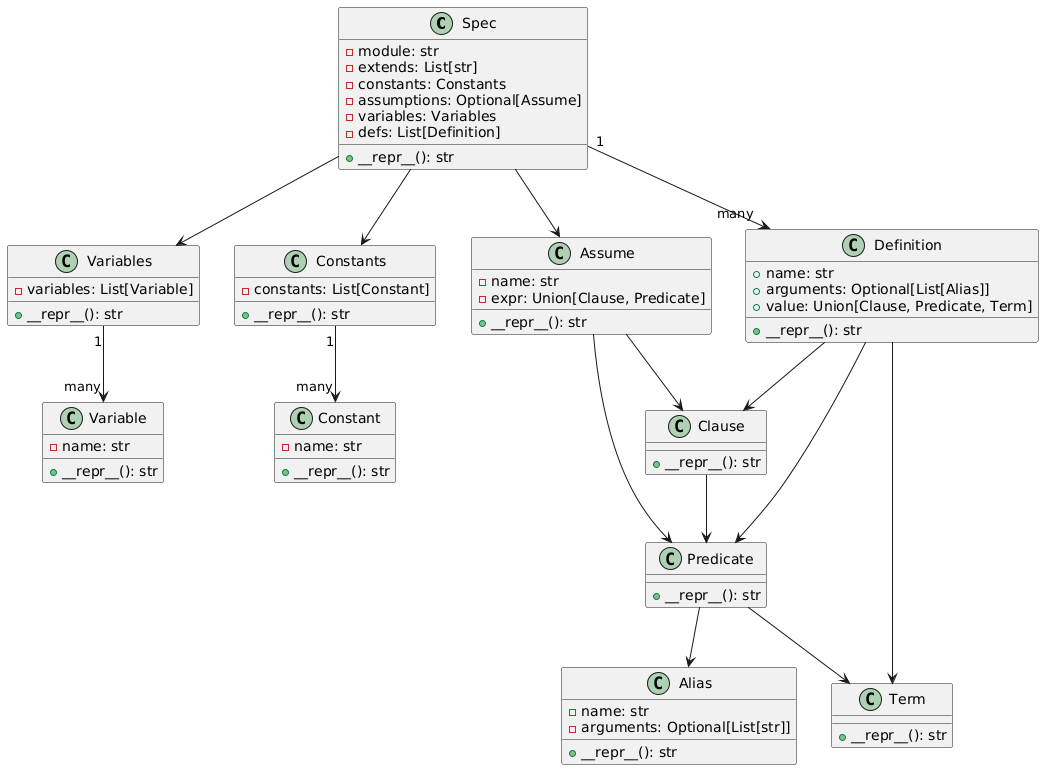 C Spec
module: str
extends: List[str]
constants: Constants
assumptions: Optional[Assume]
variables: Variables
defs: List[Definition]
__repr__(): str
1
many
C Variables
variables: List[Variable]
__repr__(): str
C Constants
constants: List[Constant]
__repr__(): str
C Assume
name: str
expr: Union[Clause, Predicate]
__repr__(): str
C Definition
name: str
arguments: Optional[List[Alias]]
value: Union[Clause, Predicate, Term]
__repr__(): str
1
many
1
many
C Variable
name: str
__repr__(): str
C Constant
name: str
__repr__(): str
C Clause
__repr__(): str
C Predicate
__repr__(): str
C Alias
name: str
arguments: Optional[List[str]]
__repr__(): str
C Term
__repr__(): str